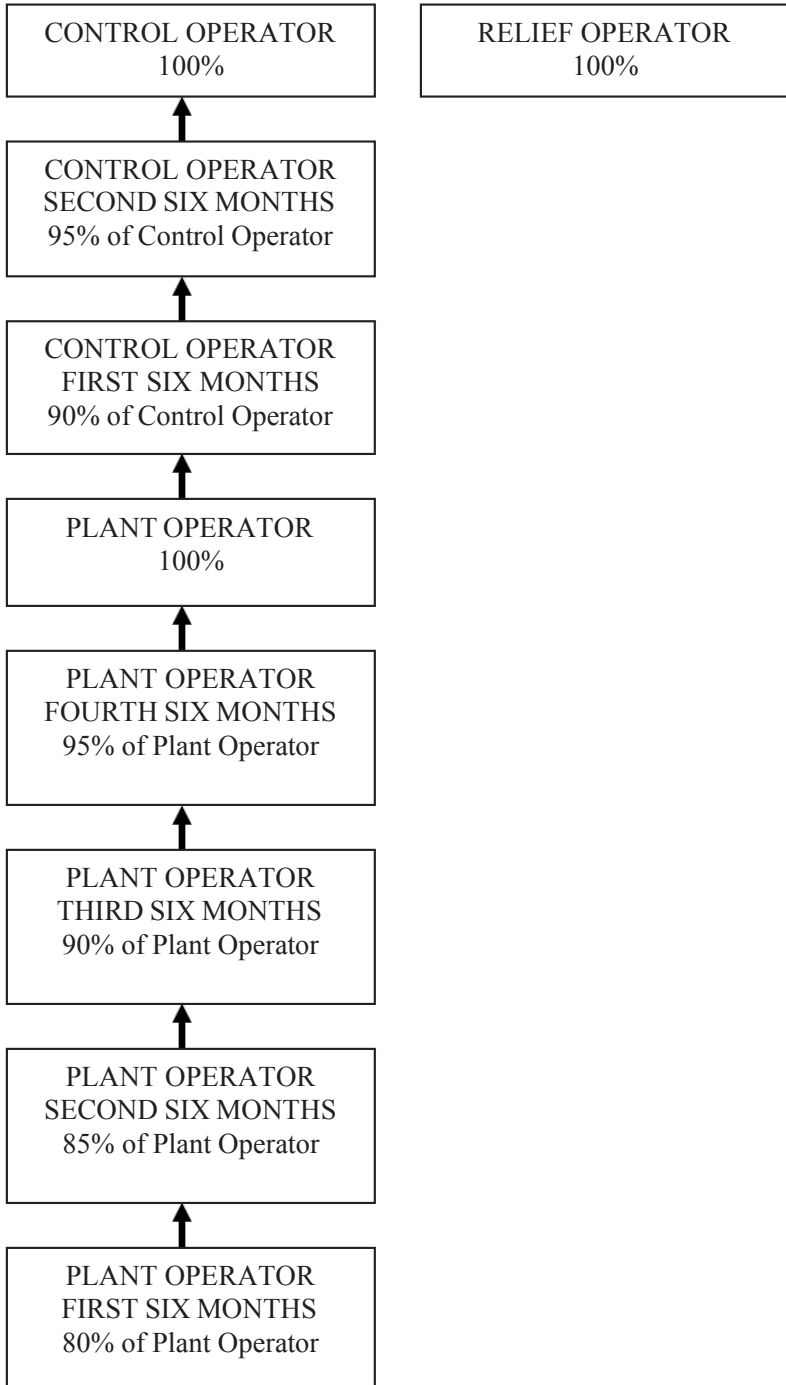 CONTROL OPERATOR
100%
RELIEF OPERATOR
100%
CONTROL OPERATOR
SECOND SIX MONTHS
95% of Control Operator
CONTROL OPERATOR
FIRST SIX MONTHS
90% of Control Operator
PLANT OPERATOR
100%
PLANT OPERATOR
FOURTH SIX MONTHS
95% of Plant Operator
PLANT OPERATOR
THIRD SIX MONTHS
90% of Plant Operator
PLANT OPERATOR
SECOND SIX MONTHS
85% of Plant Operator
PLANT OPERATOR
FIRST SIX MONTHS
80% of Plant Operator